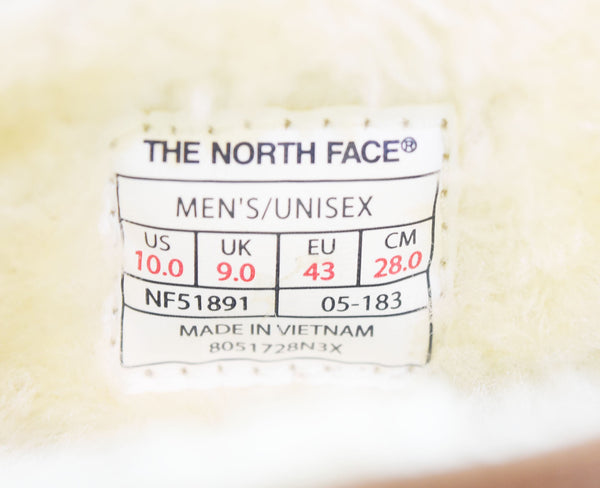 THE NORTH FACE®
MEN'S/UNISEX
US UK EU CM
10.0 9.0 43 28.0
NF51891 05-183
MADE IN VIETNAM
8051728N3X